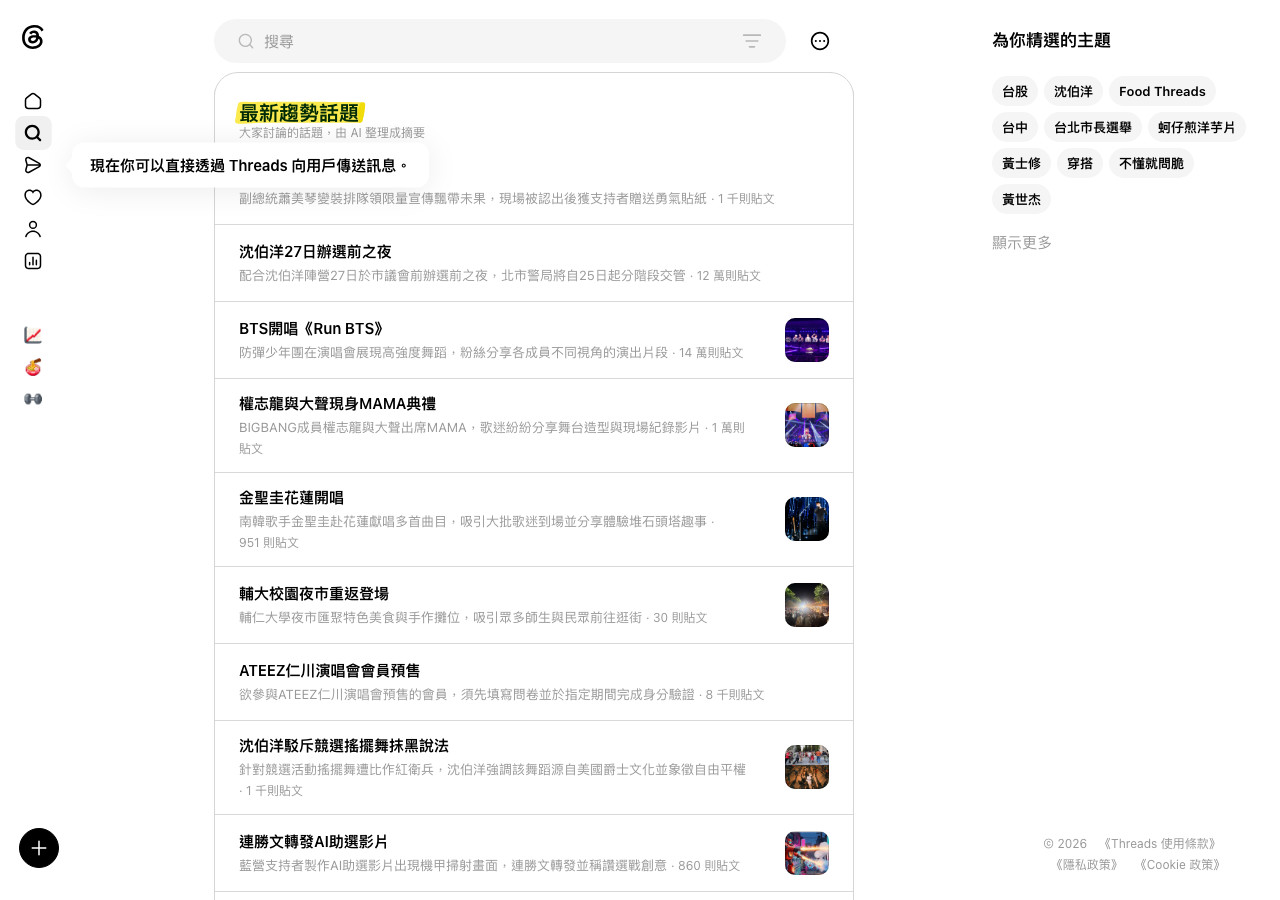 搜尋
最新趨勢話題
大家討論的話題，由 AI 整理成摘要
現在你可以直接透過 Threads 向用戶傳送訊息。
副總統蕭美琴變裝排隊領限量宣傳飄帶未果，現場被認出後獲支持者贈送勇氣貼紙 · 1 千則貼文
沈伯洋27日辦選前之夜
配合沈伯洋陣營27日於市議會前辦選前之夜，北市警局將自25日起分階段交管 · 12 萬則貼文
BTS開唱《Run BTS》
防彈少年團在演唱會展現高強度舞蹈，粉絲分享各成員不同視角的演出片段 · 14 萬則貼文
權志龍與大聲現身MAMA典禮
BIGBANG成員權志龍與大聲出席MAMA，歌迷紛紛分享舞台造型與現場紀錄影片 · 1 萬則
貼文
金聖圭花蓮開唱
南韓歌手金聖圭赴花蓮獻唱多首曲目，吸引大批歌迷到場並分享體驗堆石頭塔趣事 ·
951 則貼文
輔大校園夜市重返登場
輔仁大學夜市匯聚特色美食與手作攤位，吸引眾多師生與民眾前往逛街 · 30 則貼文
ATEEZ仁川演唱會會員預售
欲參與ATEEZ仁川演唱會預售的會員，須先填寫問卷並於指定期間完成身分驗證 · 8 千則貼文
沈伯洋駁斥競選搖擺舞抹黑說法
針對競選活動搖擺舞遭比作紅衛兵，沈伯洋強調該舞蹈源自美國爵士文化並象徵自由平權
· 1 千則貼文
連勝文轉發AI助選影片
藍營支持者製作AI助選影片出現機甲掃射畫面，連勝文轉發並稱讚選戰創意 · 860 則貼文
為你精選的主題
台股 沈伯洋 Food Threads
台中 台北市長選舉 蚵仔煎洋芋片
黃士修 穿搭 不懂就問脆
黃世杰
顯示更多
© 2026 《Threads 使用條款》
《隱私政策》 《Cookie 政策》